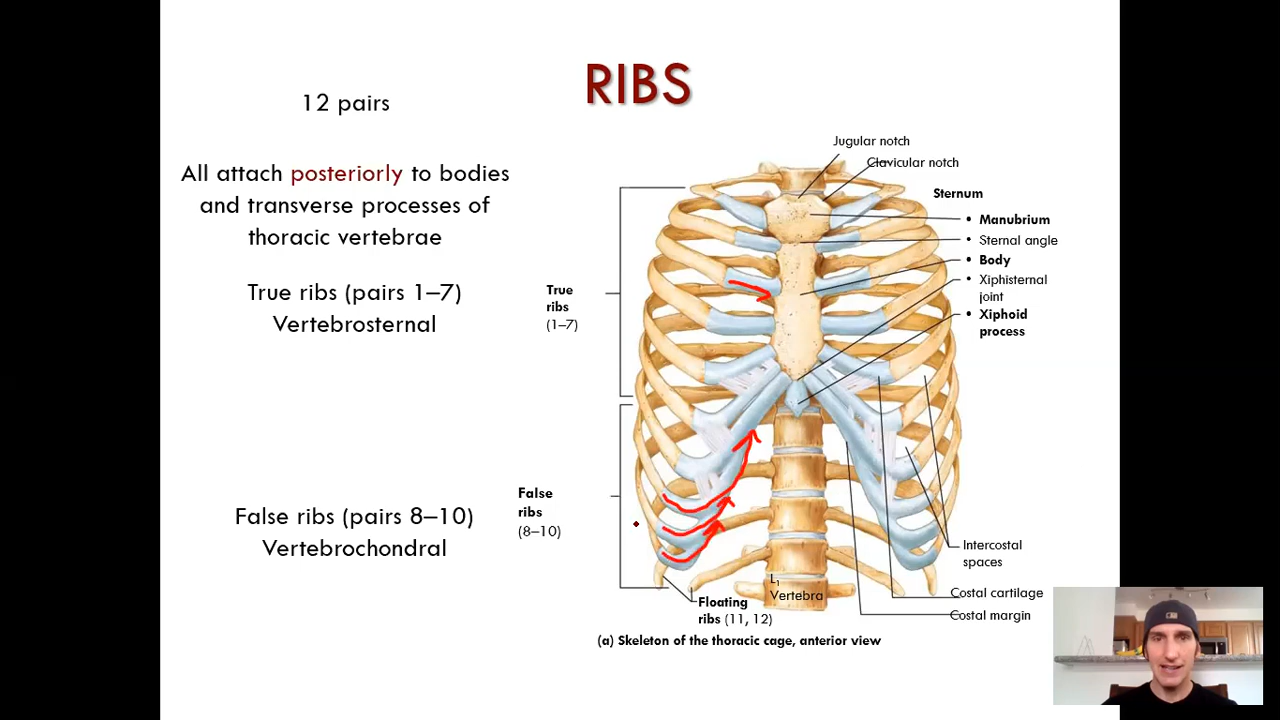 RIBS
12 pairs
All attach posteriorly to bodies
and transverse processes of
thoracic vertebrae
True ribs (pairs 1–7)
Vertebrosternal
False ribs (pairs 8–10)
Vertebrochondral
Jugular notch
Clavicular notch
Sternum
• Manubrium
• Sternal angle
• Body
• Xiphisternal
joint
• Xiphoid
process
True
ribs
(1–7)
False
ribs
(8–10)
Intercostal
spaces
Costal cartilage
Costal margin
L1
Vertebra
Floating
ribs (11, 12)
(a) Skeleton of the thoracic cage, anterior view